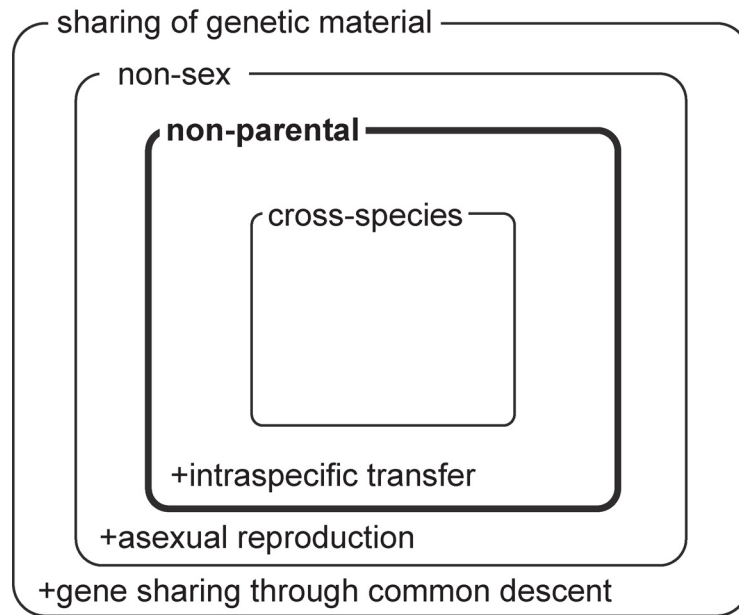 sharing of genetic material
non-sex
non-parental
cross-species
+intraspecific transfer
+asexual reproduction
+gene sharing through common descent